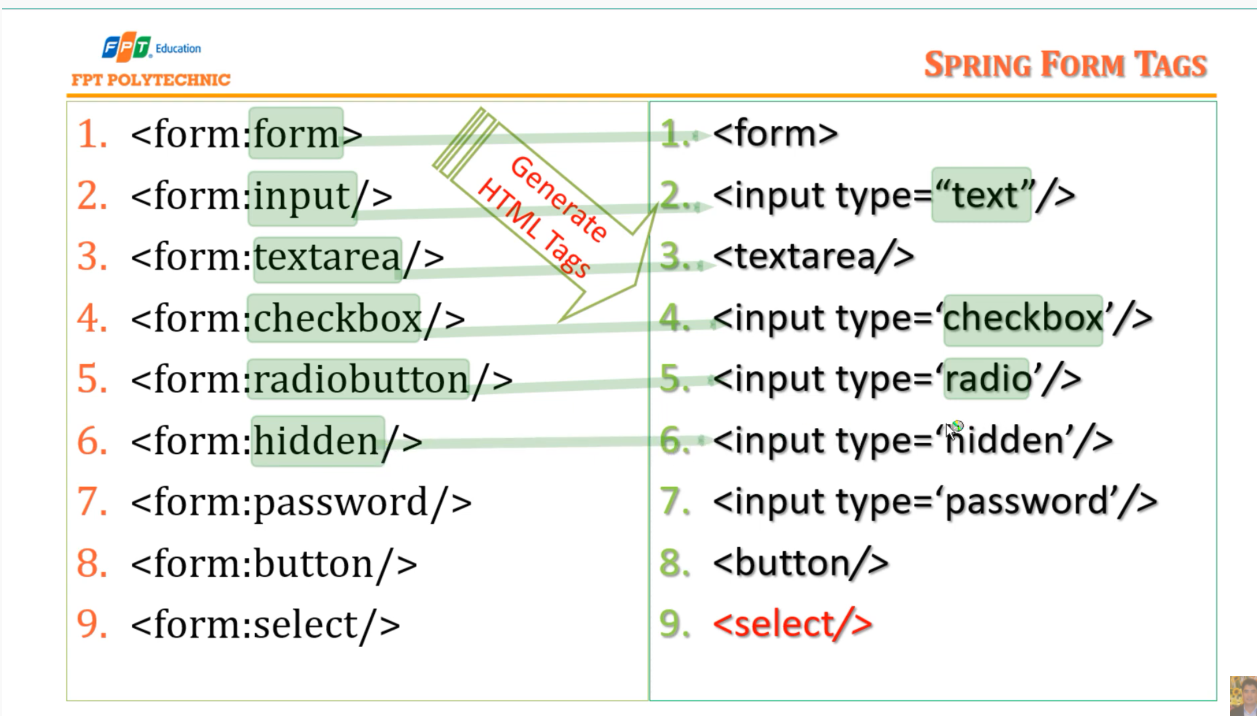 FPT Education
FPT POLYTECHNIC
SPRING FORM TAGS
1. <form:form>
2. <form:input/>
3. <form:textarea/>
4. <form:checkbox/>
5. <form:radiobutton/>
6. <form:hidden/>
7. <form:password/>
8. <form:button/>
9. <form:select/>
Generate
HTML Tags
1. <form>
2. <input type=“text”/>
3. <textarea/>
4. <input type=‘checkbox’/>
5. <input type=‘radio’/>
6. <input type=‘hidden’/>
7. <input type=‘password’/>
8. <button/>
9. <select/>